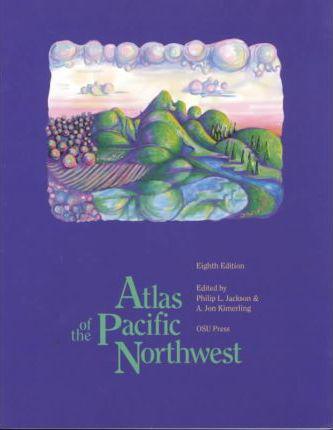 Eighth Edition
Edited by
Philip L. Jackson &
A. Jon Kimerling
OSU Press
Atlas
of the Pacific
Northwest